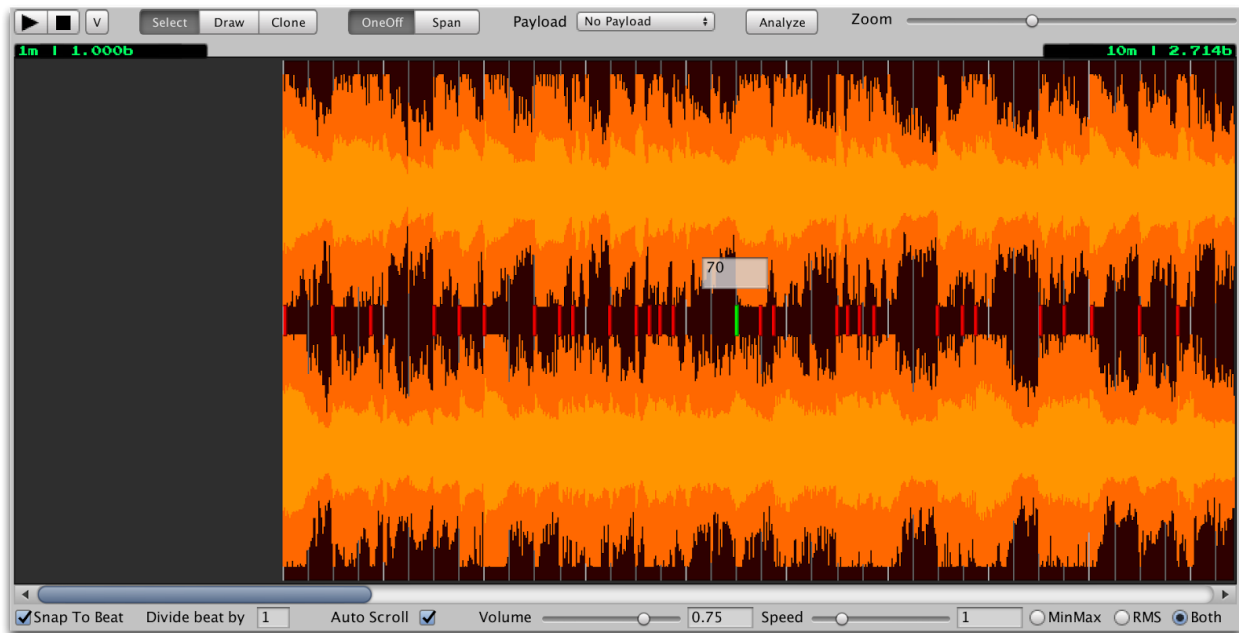 V Select Draw Clone OneOff Span Payload No Payload Analyze Zoom
1m | 1.000b 10m | 2.714b
70
Snap To Beat Divide beat by 1 Auto Scroll Volume 0.75 Speed 1 MinMax RMS Both